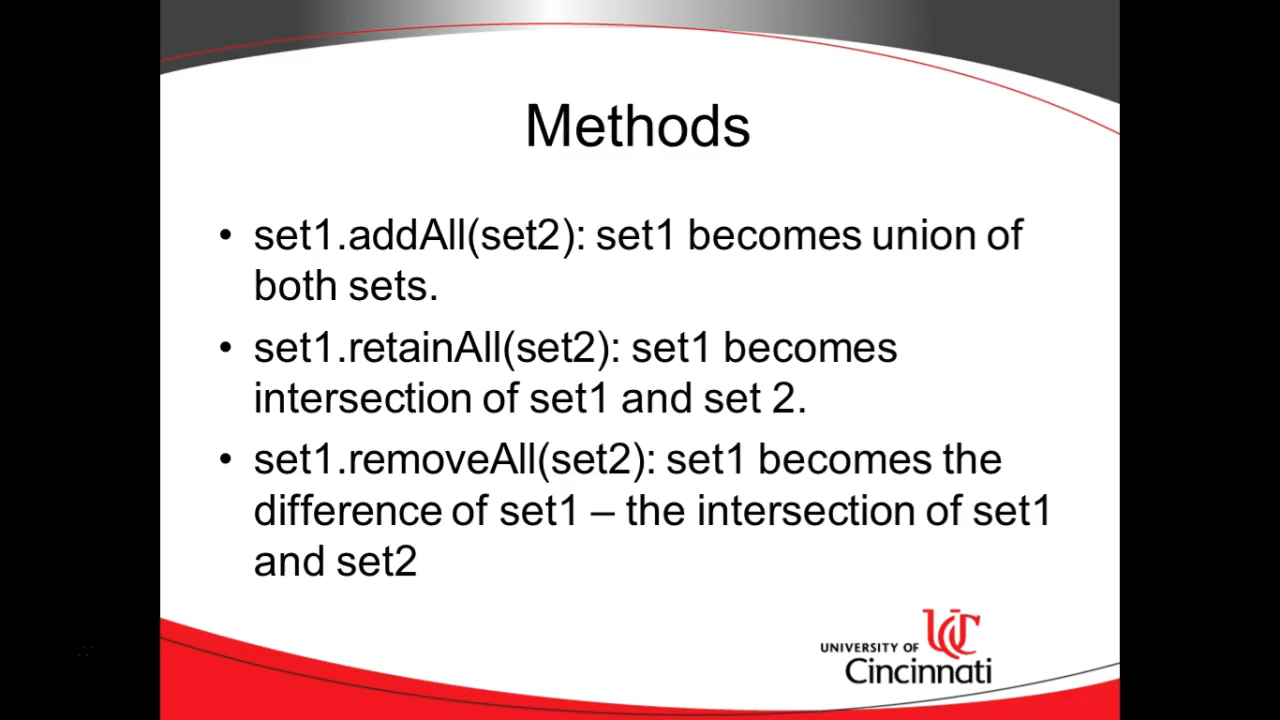 Methods
• set1.addAll(set2): set1 becomes union of
both sets.
• set1.retainAll(set2): set1 becomes
intersection of set1 and set 2.
• set1.removeAll(set2): set1 becomes the
difference of set1 – the intersection of set1
and set2
UC
UNIVERSITY OF
Cincinnati